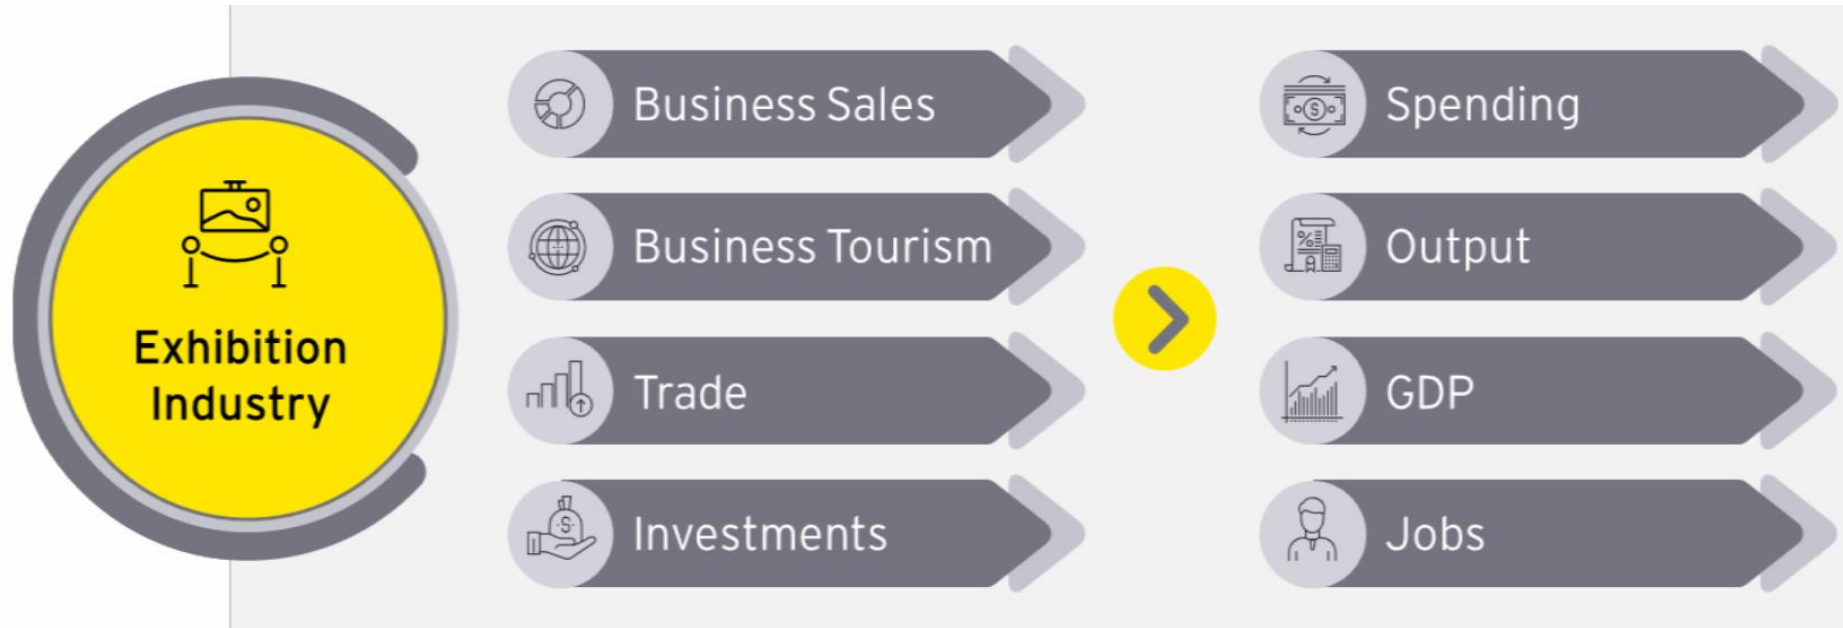 Exhibition
Industry
Business Sales
Business Tourism
Trade
Investments
Spending
Output
GDP
Jobs